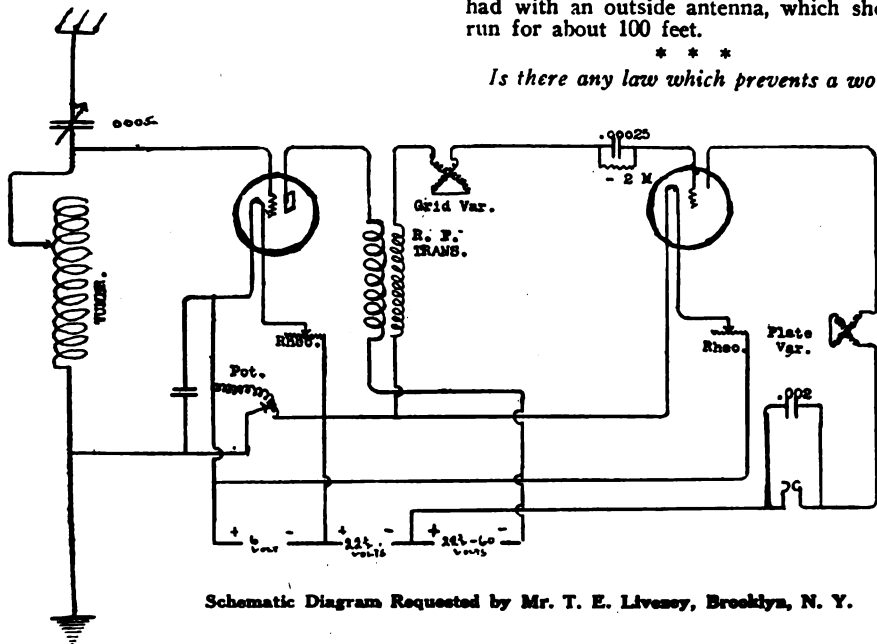 had with an outside antenna, which sho
run for about 100 feet.
* * *
Is there any law which prevents a wo
.0005
.00025
- 2 M
Grid Var.
R. F.
TRANS.
TUNER.
Rheo.
Rheo.
Plate
Var.
Pot.
.002
+ 6 - + 22½ - + 22½-60 -
VOLT VOLTS VOLTS
Schematic Diagram Requested by Mr. T. E. Livesey, Brooklyn, N. Y.